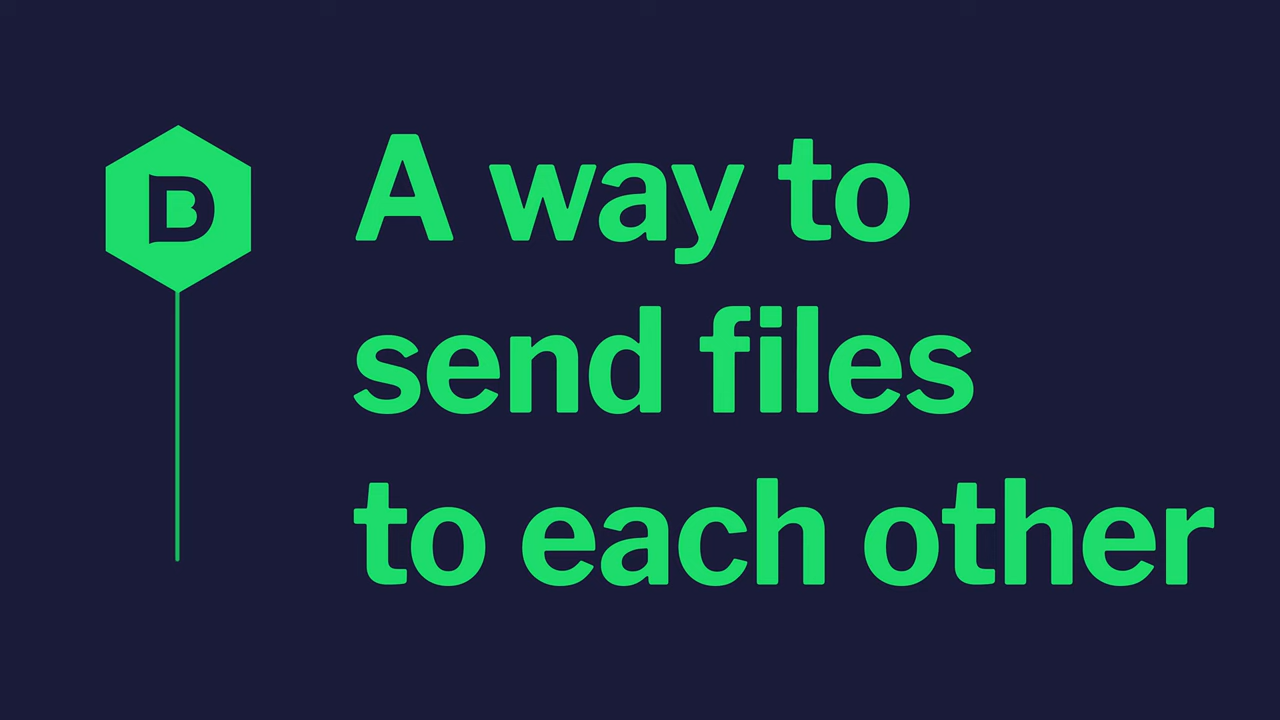 A way to
send files
to each other